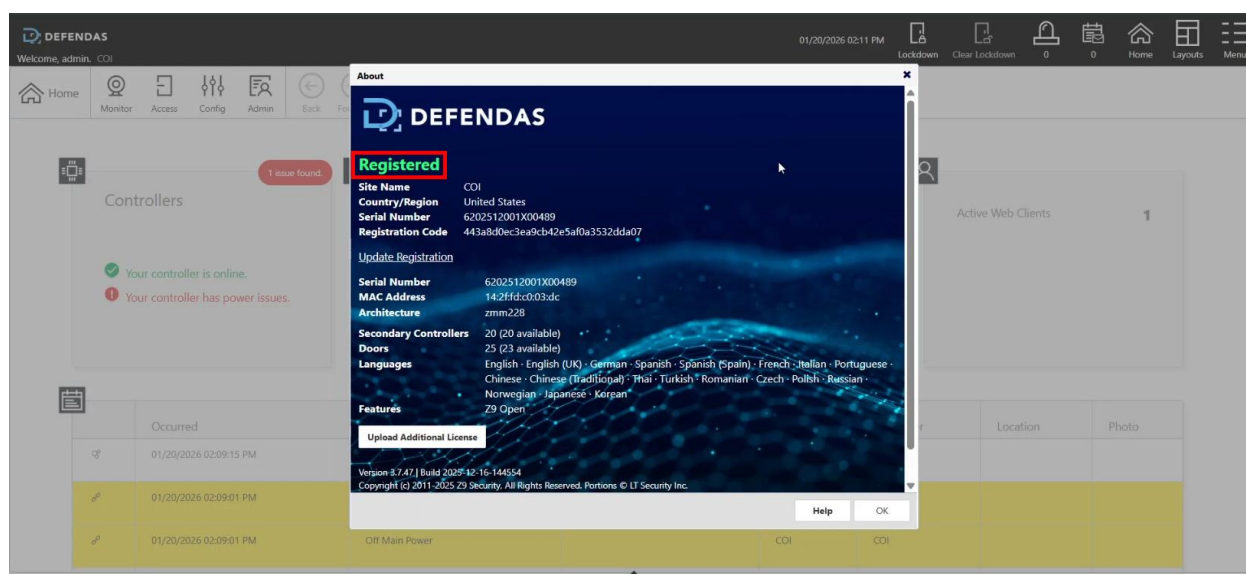 DEFENDAS
Welcome, admin. COI
01/20/2026 02:11 PM
Lockdown
Clear Lockdown
0
0
Home
Layouts
Menu
Home
Monitor
Access
Config
Admin
Back
About
DEFENDAS
Registered
Site Name COI
Country/Region United States
Serial Number 6202512001X00489
Registration Code 443a8d0ec3ea9cb42e5af0a3532dda07
Update Registration
Serial Number 6202512001X00489
MAC Address 14:2f:fd:c0:03:dc
Architecture zmm228
Secondary Controllers 20 (20 available)
Doors 25 (23 available)
Languages English · English (UK) · German · Spanish · Spanish (Spain) · French · Italian · Portuguese ·
Chinese · Chinese (Traditional) · Thai · Turkish · Romanian · Czech · Polish · Russian ·
Norwegian · Japanese · Korean
Features Z9 Open
Upload Additional License
Version 3.7.47 | Build 2025-12-16-144554
Copyright (c) 2011-2025 Z9 Security. All Rights Reserved. Portions © LT Security Inc.
Help
OK
1 issue found.
Controllers
Your controller is online.
Your controller has power issues.
Active Web Clients 1
Occurred
Location
Photo
01/20/2026 02:09:15 PM
01/20/2026 02:09:01 PM
01/20/2026 02:09:01 PM Off Main Power COI COI